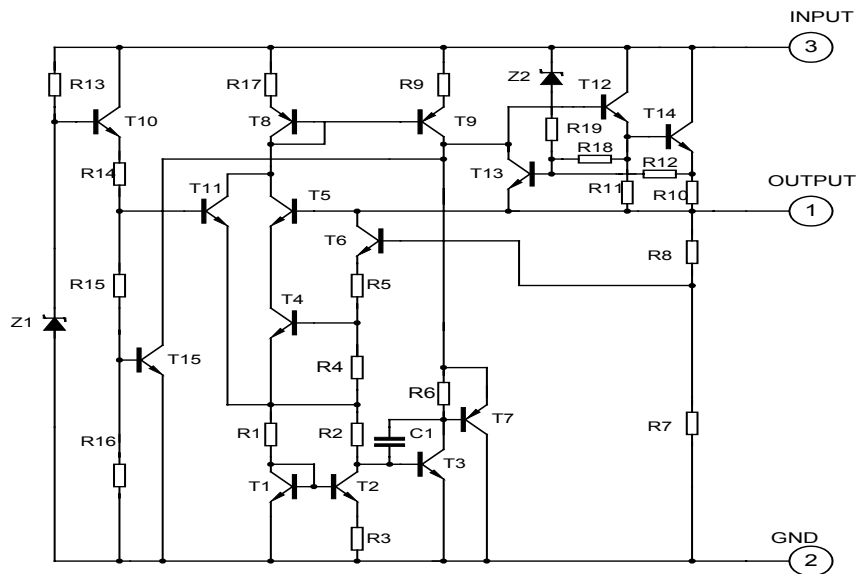 INPUT
3
R13
R17
R9
Z2
T12
T10
T8
T9
T14
R19
R18
R14
T11
T5
T13
R12
R11
R10
OUTPUT
1
T6
R8
R15
R5
T4
Z1
T15
R4
R6
T7
R1
R2
C1
R7
R16
T1
T2
T3
R3
GND
2